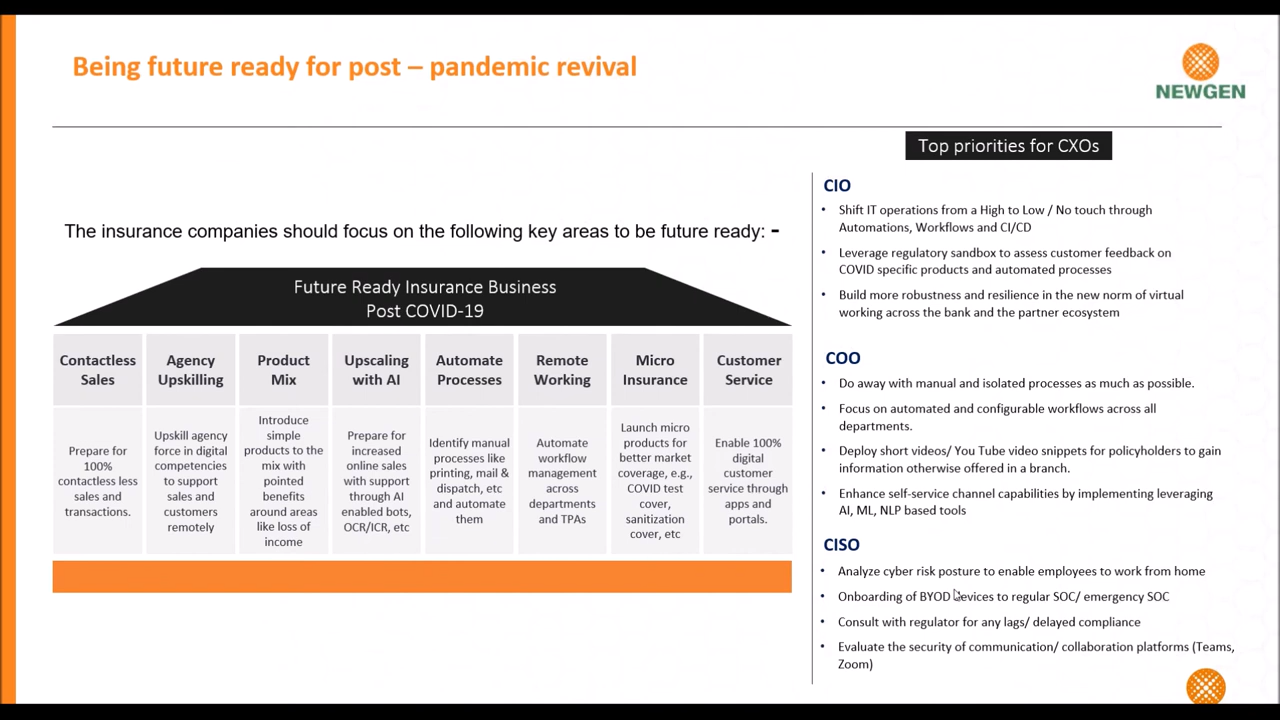 Being future ready for post – pandemic revival
NEWGEN
The insurance companies should focus on the following key areas to be future ready: -
Future Ready Insurance Business
Post COVID-19
Contactless
Sales
Prepare for
100%
contactless less
sales and
transactions.
Agency
Upskilling
Upskill agency
force in digital
competencies
to support
sales and
customers
remotely
Product
Mix
Introduce
simple
products to the
mix with
pointed
benefits
around areas
like loss of
income
Upscaling
with AI
Prepare for
increased
online sales
with support
through AI
enabled bots,
OCR/ICR, etc
Automate
Processes
Identify manual
processes like
printing, mail &
dispatch, etc
and automate
them
Remote
Working
Automate
workflow
management
across
departments
and TPAs
Micro
Insurance
Launch micro
products for
better market
coverage, e.g.,
COVID test
cover,
sanitization
cover, etc
Customer
Service
Enable 100%
digital
customer
service through
apps and
portals.
Top priorities for CXOs
CIO
• Shift IT operations from a High to Low / No touch through
Automations, Workflows and CI/CD
• Leverage regulatory sandbox to assess customer feedback on
COVID specific products and automated processes
• Build more robustness and resilience in the new norm of virtual
working across the bank and the partner ecosystem
COO
• Do away with manual and isolated processes as much as possible.
• Focus on automated and configurable workflows across all
departments.
• Deploy short videos/ You Tube video snippets for policyholders to gain
information otherwise offered in a branch.
• Enhance self-service channel capabilities by implementing leveraging
AI, ML, NLP based tools
CISO
• Analyze cyber risk posture to enable employees to work from home
• Onboarding of BYOD devices to regular SOC/ emergency SOC
• Consult with regulator for any lags/ delayed compliance
• Evaluate the security of communication/ collaboration platforms (Teams,
Zoom)